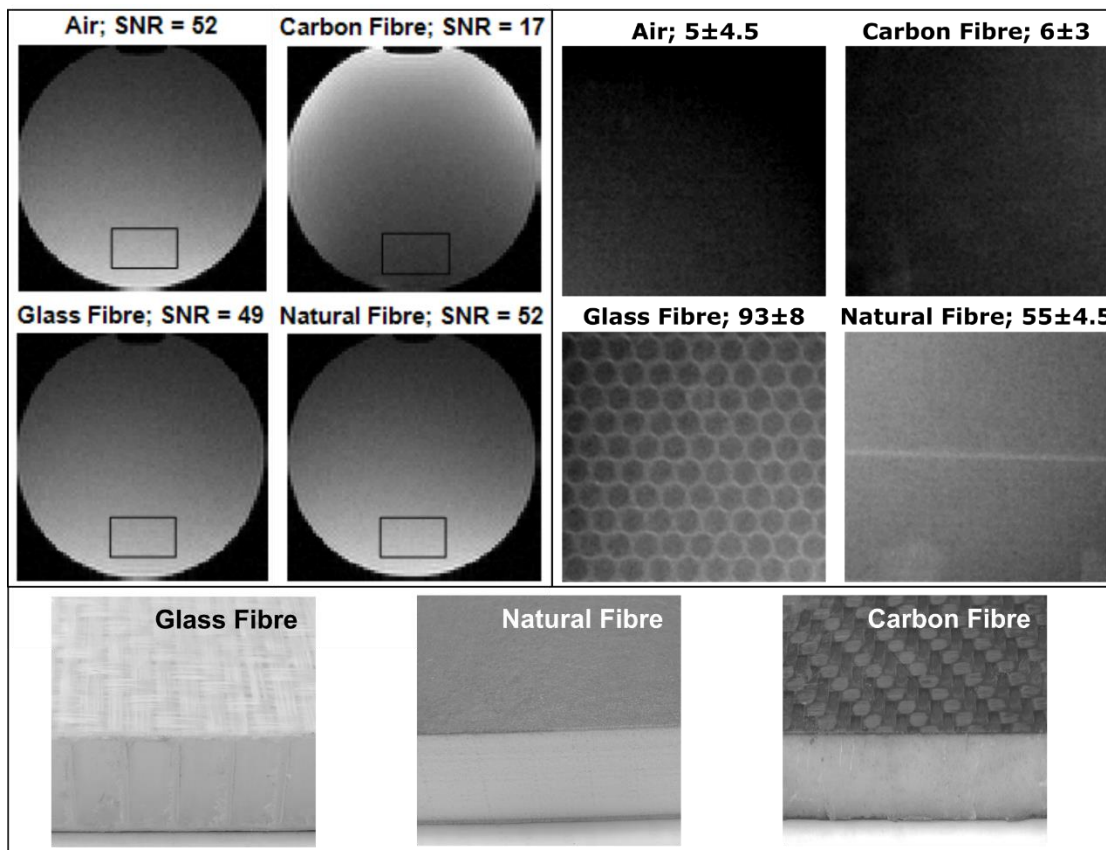 Air; SNR = 52
Carbon Fibre; SNR = 17
Glass Fibre; SNR = 49
Natural Fibre; SNR = 52
Air; 5±4.5
Carbon Fibre; 6±3
Glass Fibre; 93±8
Natural Fibre; 55±4.5
Glass Fibre
Natural Fibre
Carbon Fibre